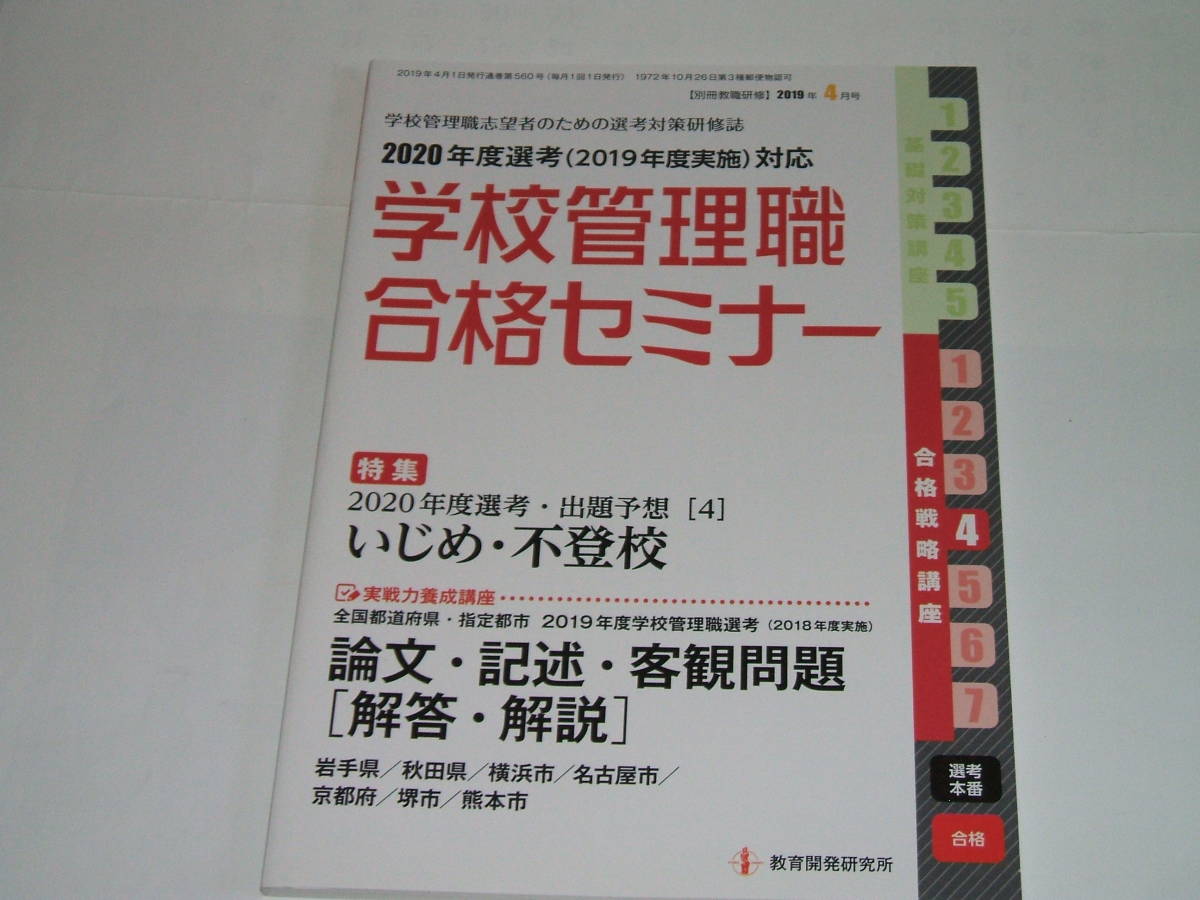 2019年4月1日発行通巻第560号(毎月1回1日発行) 1972年10月26日第3種郵便物認可
【別冊教職研修】2019年 4月号
学校管理職志望者のための選考対策研修誌
2020年度選考(2019年度実施)対応
学校管理職
合格セミナー
特集
2020年度選考・出題予想[4]
いじめ・不登校
実戦力養成講座
全国都道府県・指定都市 2019年度学校管理職選考(2018年度実施)
論文・記述・客観問題
[解答・解説]
岩手県/秋田県/横浜市/名古屋市/
京都府/堺市/熊本市
教育開発研究所
基礎対策講座
1
2
3
4
5
合格戦略講座
1
2
3
4
5
6
7
選考
本番
合格